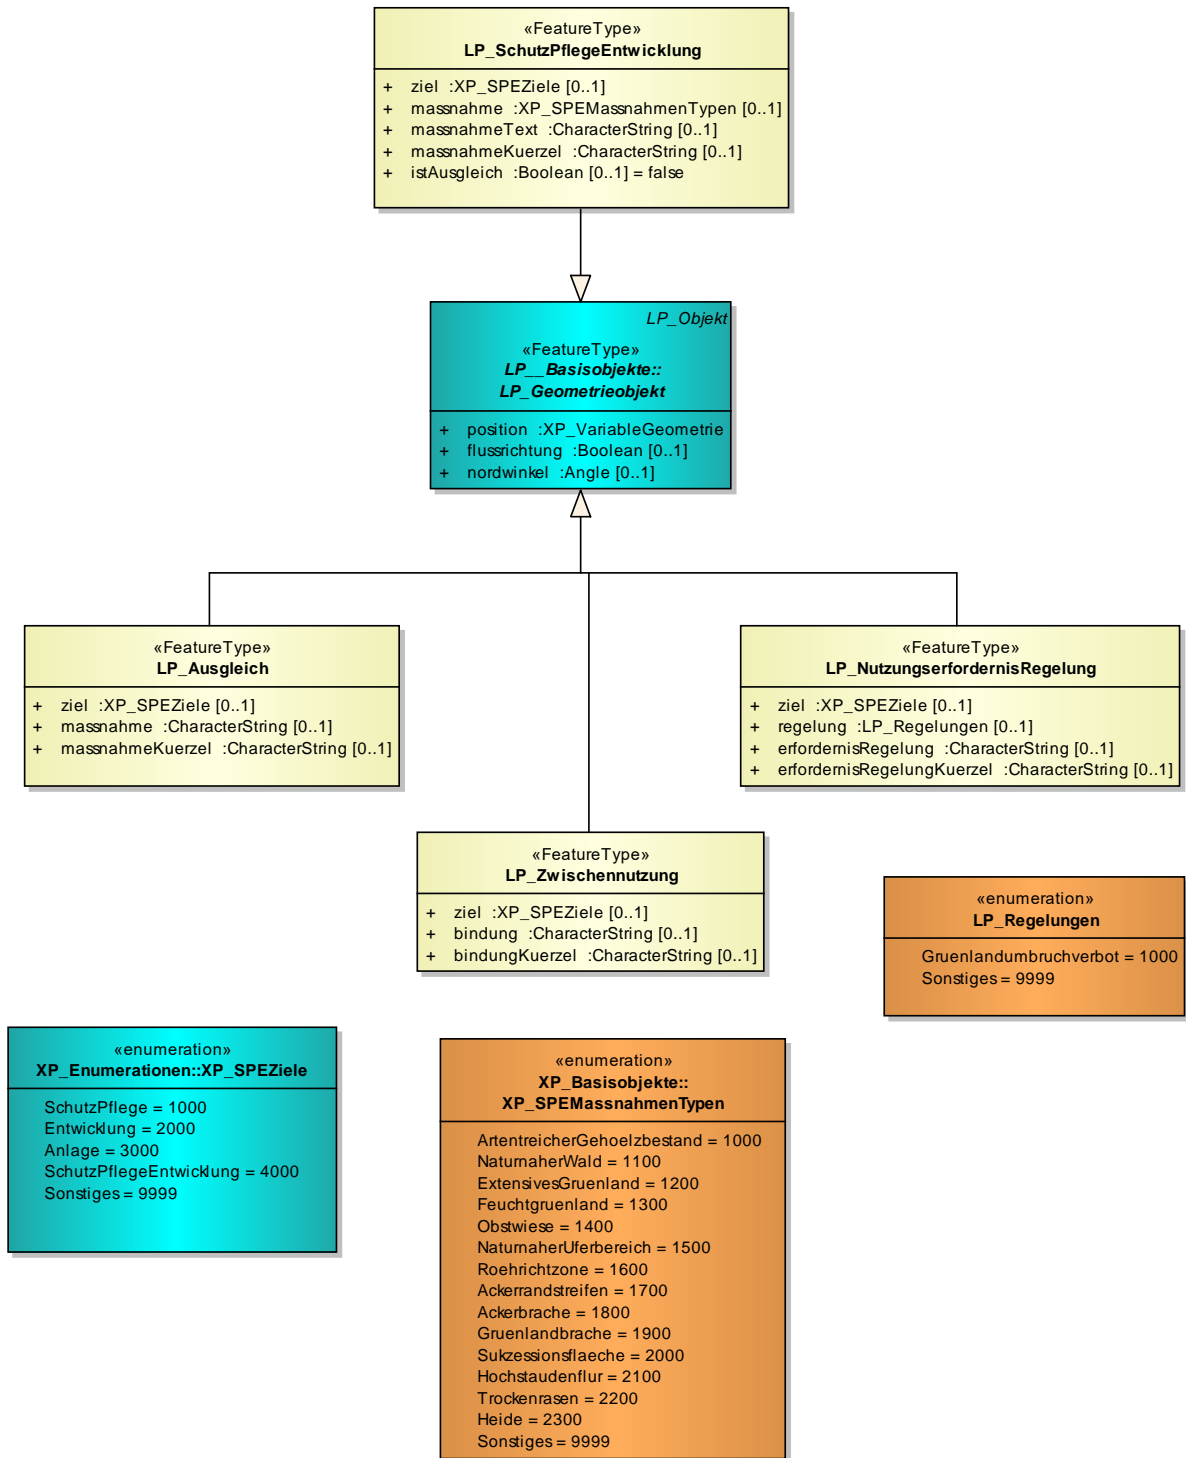 «FeatureType»
LP_SchutzPflegeEntwicklung
+ ziel :XP_SPEZiele [0..1]
+ massnahme :XP_SPEMassnahmenTypen [0..1]
+ massnahmeText :CharacterString [0..1]
+ massnahmeKuerzel :CharacterString [0..1]
+ istAusgleich :Boolean [0..1] = false
LP_Objekt
«FeatureType»
LP__Basisobjekte::
LP_Geometrieobjekt
+ position :XP_VariableGeometrie
+ flussrichtung :Boolean [0..1]
+ nordwinkel :Angle [0..1]
«FeatureType»
LP_Ausgleich
+ ziel :XP_SPEZiele [0..1]
+ massnahme :CharacterString [0..1]
+ massnahmeKuerzel :CharacterString [0..1]
«FeatureType»
LP_NutzungserfordernisRegelung
+ ziel :XP_SPEZiele [0..1]
+ regelung :LP_Regelungen [0..1]
+ erfordernisRegelung :CharacterString [0..1]
+ erfordernisRegelungKuerzel :CharacterString [0..1]
«FeatureType»
LP_Zwischennutzung
+ ziel :XP_SPEZiele [0..1]
+ bindung :CharacterString [0..1]
+ bindungKuerzel :CharacterString [0..1]
«enumeration»
LP_Regelungen
Gruenlandumbruchverbot = 1000
Sonstiges = 9999
«enumeration»
XP_Enumerationen::XP_SPEZiele
SchutzPflege = 1000
Entwicklung = 2000
Anlage = 3000
SchutzPflegeEntwicklung = 4000
Sonstiges = 9999
«enumeration»
XP_Basisobjekte::
XP_SPEMassnahmenTypen
ArtentreicherGehoelzbestand = 1000
NaturnaherWald = 1100
ExtensivesGruenland = 1200
Feuchtgruenland = 1300
Obstwiese = 1400
NaturnaherUferbereich = 1500
Roehrichtzone = 1600
Ackerrandstreifen = 1700
Ackerbrache = 1800
Gruenlandbrache = 1900
Sukzessionsflaeche = 2000
Hochstaudenflur = 2100
Trockenrasen = 2200
Heide = 2300
Sonstiges = 9999